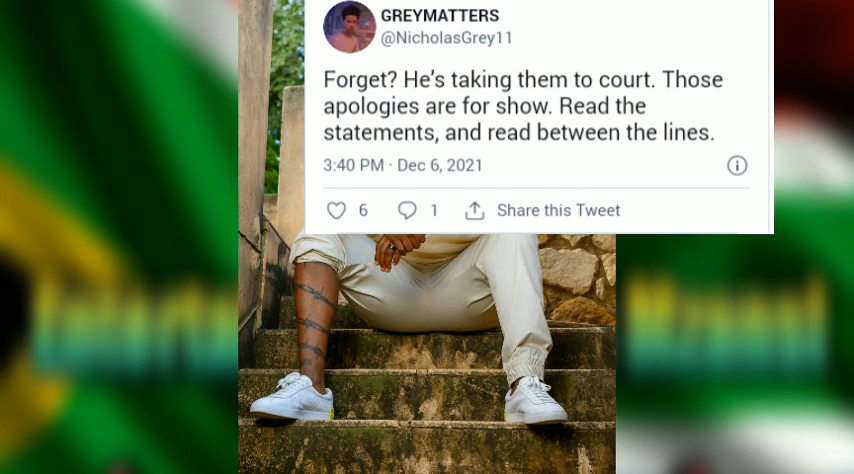 GREYMATTERS
@NicholasGrey11
Forget? He's taking them to court. Those
apologies are for show. Read the
statements, and read between the lines.
3:40 PM · Dec 6, 2021
6 1 Share this Tweet